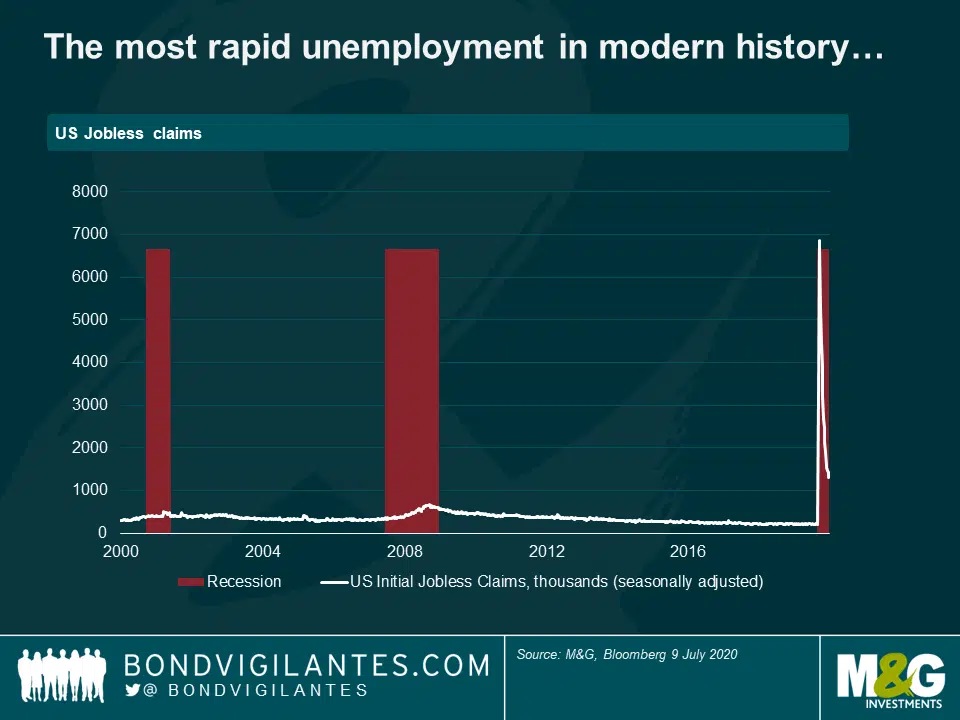 The most rapid unemployment in modern history…
US Jobless claims
8000
7000
6000
5000
4000
3000
2000
1000
0
2000 2004 2008 2012 2016
Recession US Initial Jobless Claims, thousands (seasonally adjusted)
BONDVIGILANTES.COM
@ BONDVIGILANTES
Source: M&G, Bloomberg 9 July 2020
M&G
INVESTMENTS